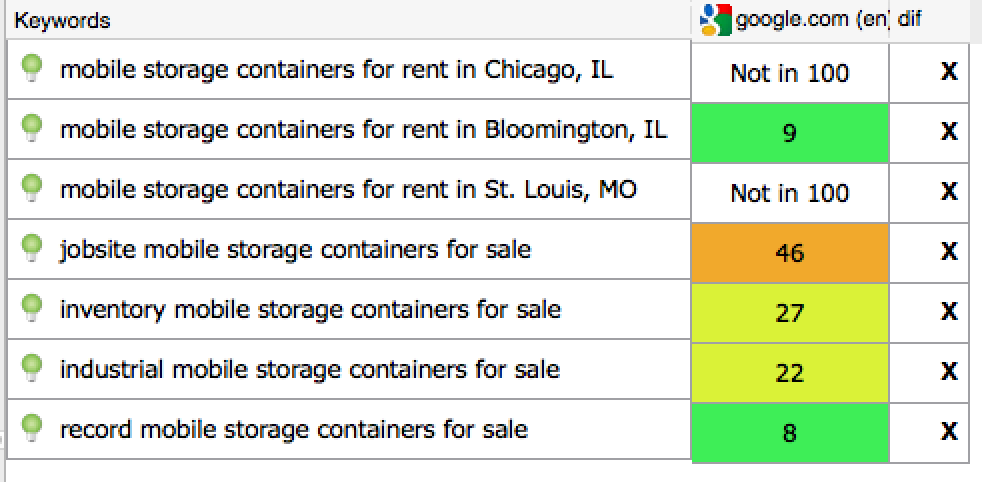 Keywords google.com (en) dif
mobile storage containers for rent in Chicago, IL Not in 100 X
mobile storage containers for rent in Bloomington, IL 9 X
mobile storage containers for rent in St. Louis, MO Not in 100 X
jobsite mobile storage containers for sale 46 X
inventory mobile storage containers for sale 27 X
industrial mobile storage containers for sale 22 X
record mobile storage containers for sale 8 X